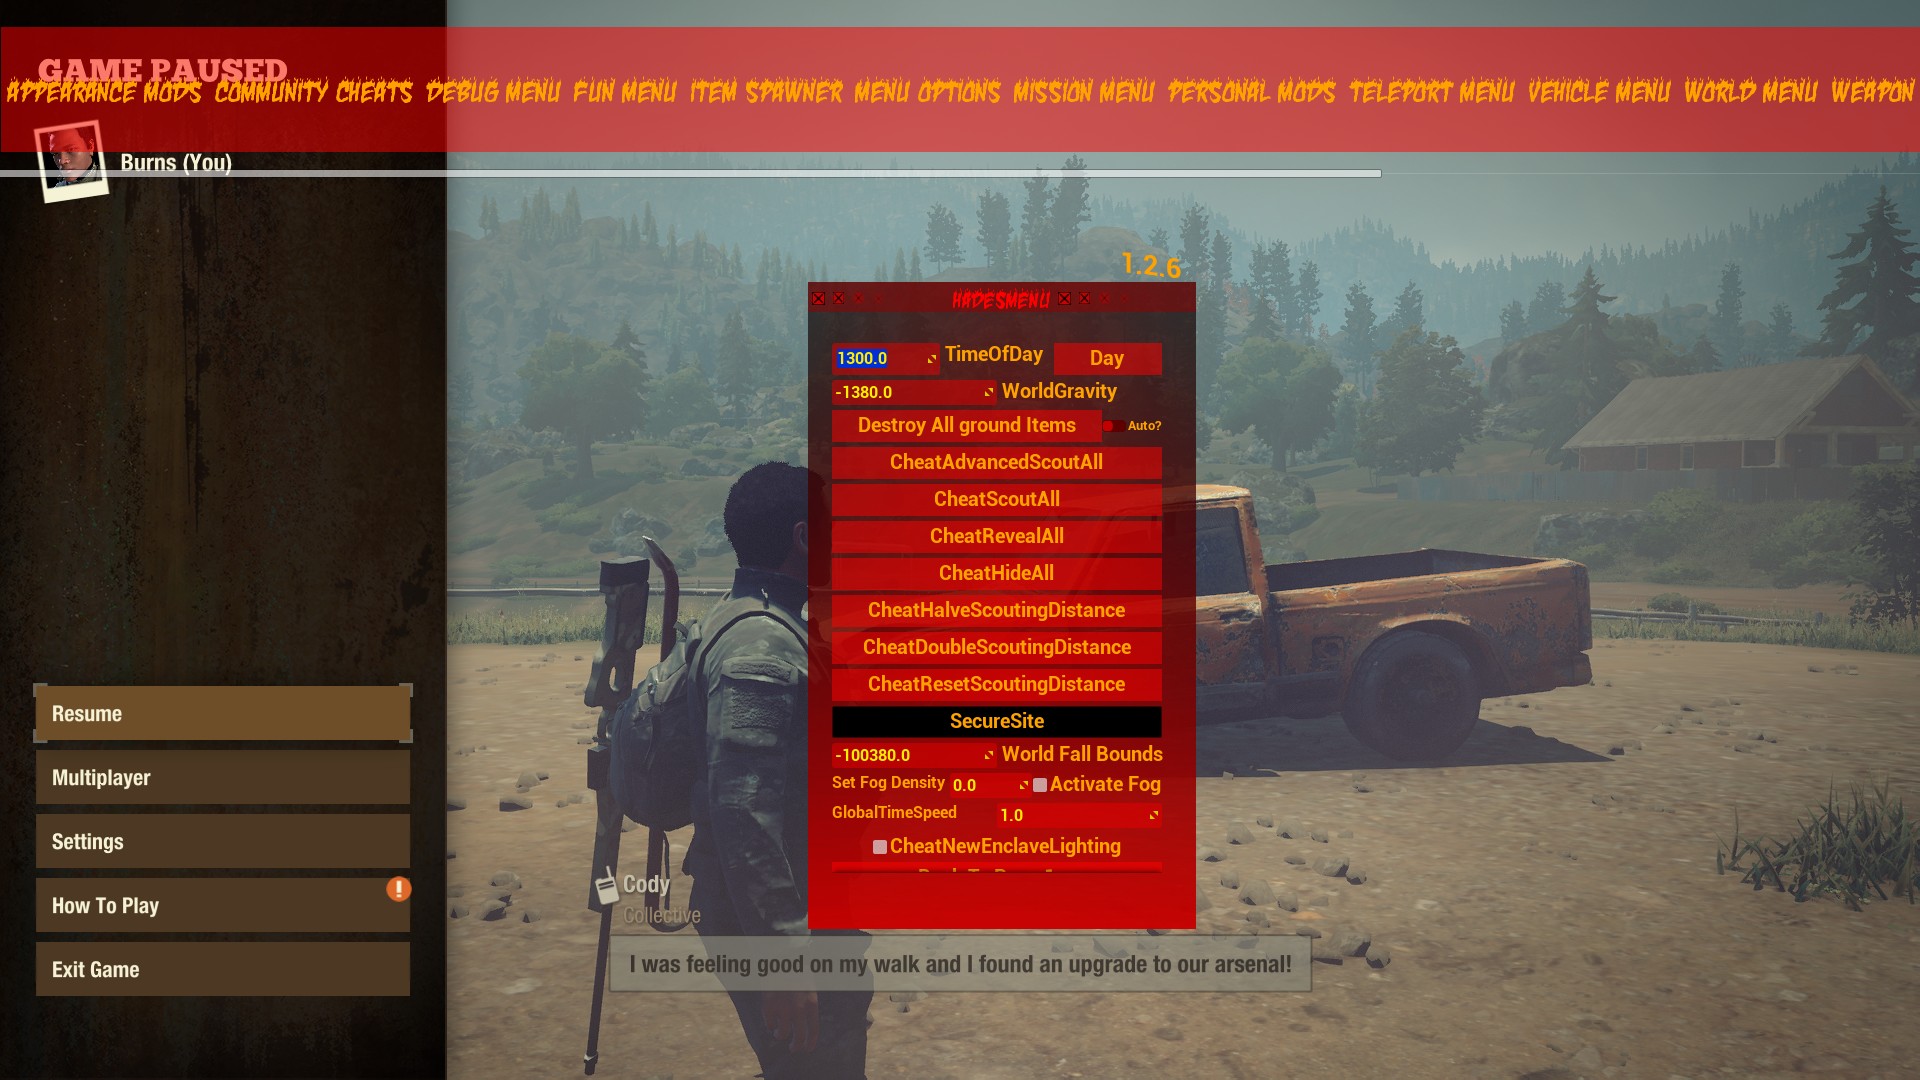 GAME PAUSED
APPEARANCE MODS COMMUNITY CHEATS DEBUG MENU FUN MENU ITEM SPAWNER MENU OPTIONS MISSION MENU PERSONAL MODS TELEPORT MENU VEHICLE MENU WORLD MENU WEAPON
Burns (You)
1.2.6
HADESMENU
1300.0 TimeOfDay Day
-1380.0 WorldGravity
Destroy All ground Items Auto?
CheatAdvancedScoutAll
CheatScoutAll
CheatRevealAll
CheatHideAll
CheatHalveScoutingDistance
CheatDoubleScoutingDistance
CheatResetScoutingDistance
SecureSite
-100380.0 World Fall Bounds
Set Fog Density 0.0 Activate Fog
GlobalTimeSpeed 1.0
CheatNewEnclaveLighting
Resume
Multiplayer
Settings
How To Play
Exit Game
Cody
Collective
I was feeling good on my walk and I found an upgrade to our arsenal!